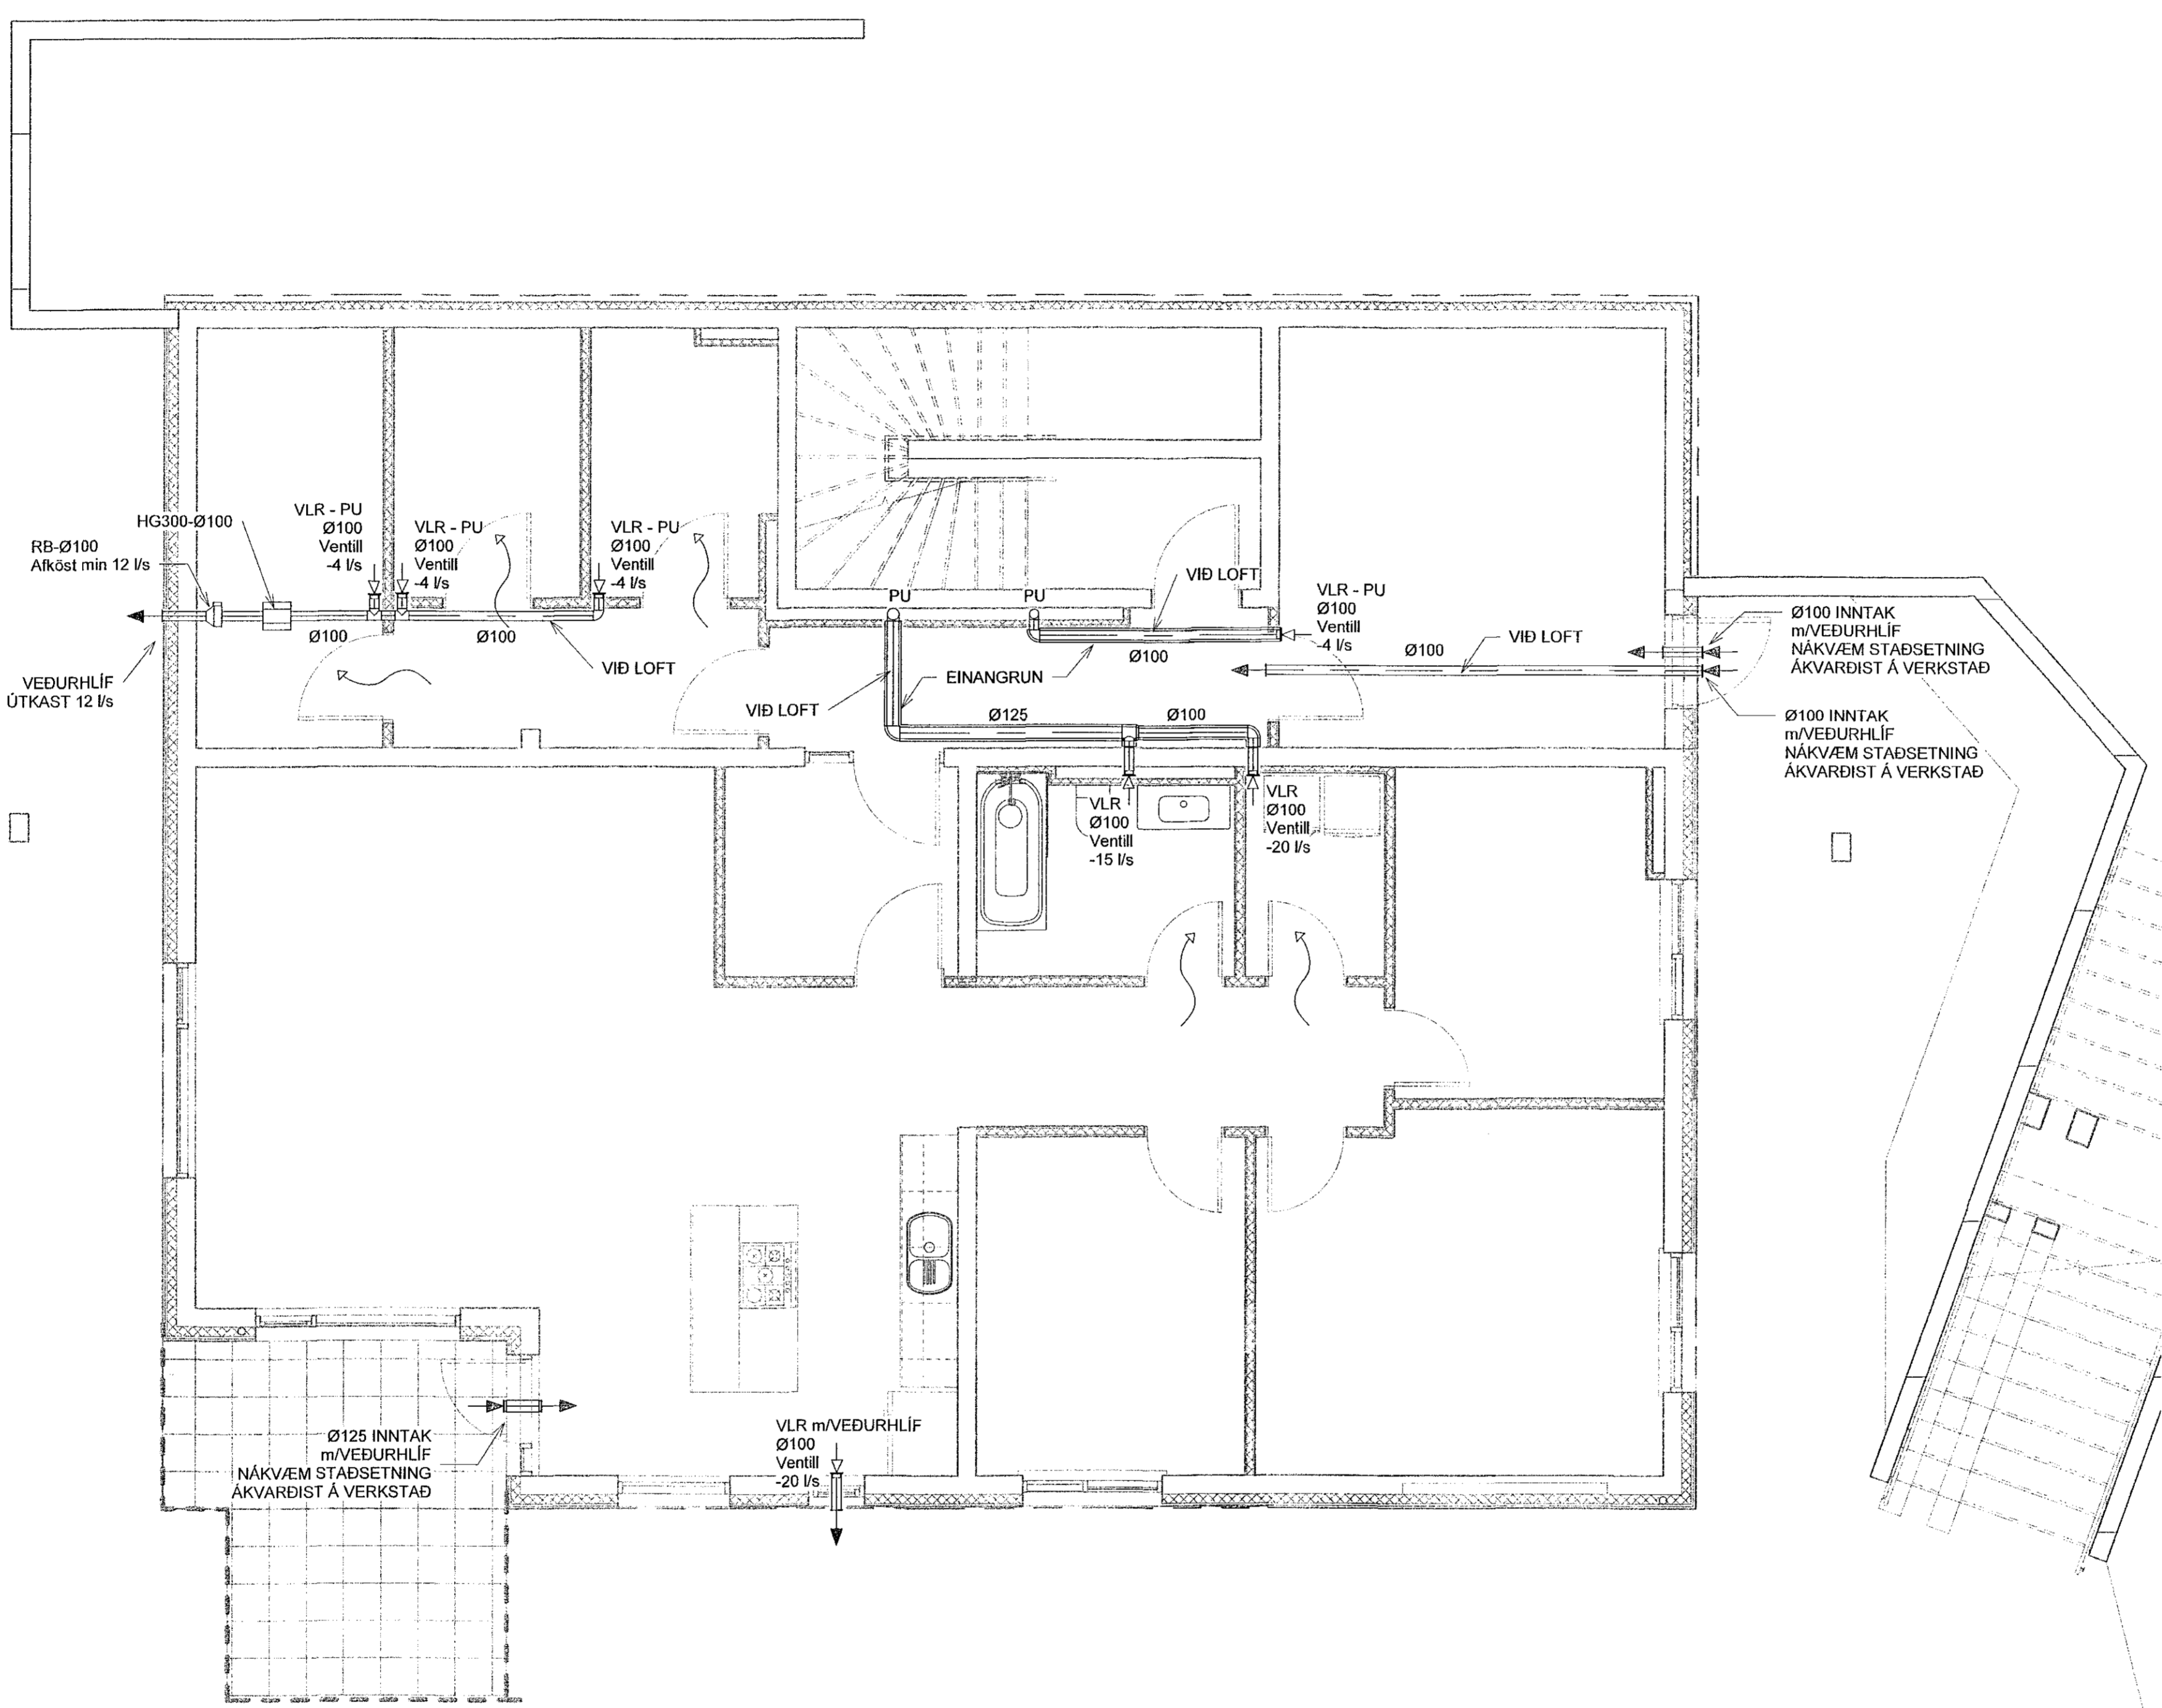 HG300-Ø100
RB-Ø100
Afköst min 12 l/s
VLR - PU
Ø100
Ventill
-4 l/s
VLR - PU
Ø100
Ventill
-4 l/s
VLR - PU
Ø100
Ventill
-4 l/s
VEÐURHLÍF
ÚTKAST 12 l/s
Ø100
Ø100
VIÐ LOFT
PU
PU
VIÐ LOFT
VLR - PU
Ø100
Ventill
-4 l/s
Ø100
EINANGRUN
VIÐ LOFT
Ø125
Ø100
Ø100
VIÐ LOFT
Ø100 INNTAK
m/VEÐURHLÍF
NÁKVÆM STAÐSETNING
ÁKVARÐIST Á VERKSTAÐ
Ø100 INNTAK
m/VEÐURHLÍF
NÁKVÆM STAÐSETNING
ÁKVARÐIST Á VERKSTAÐ
VLR
Ø100
Ventill
-15 l/s
VLR
Ø100
Ventill
-20 l/s
Ø125 INNTAK
m/VEÐURHLÍF
NÁKVÆM STAÐSETNING
ÁKVARÐIST Á VERKSTAÐ
VLR m/VEÐURHLÍF
Ø100
Ventill
-20 l/s